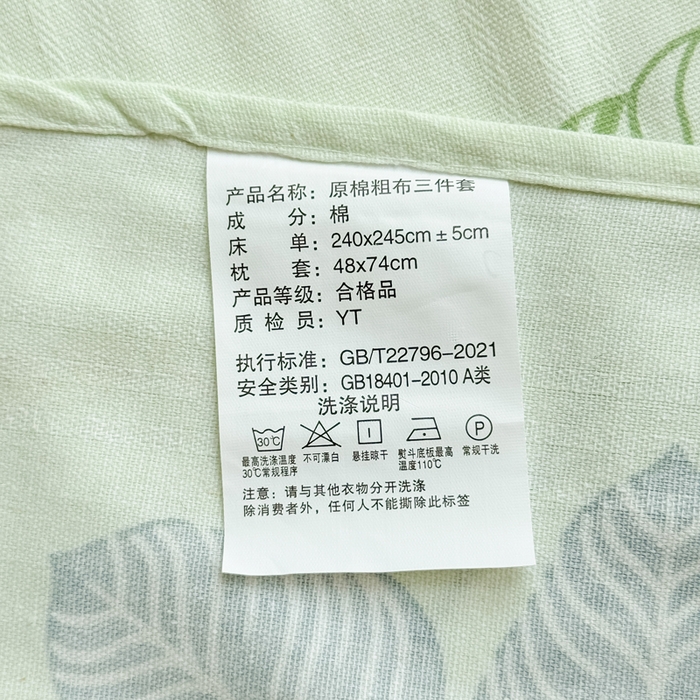 产品名称：原棉粗布三件套
成 分：棉
床 单：240x245cm±5cm
枕 套：48x74cm
产品等级：合格品
质 检 员：YT
执行标准：GB/T22796-2021
安全类别：GB18401-2010 A类
洗涤说明
30℃ P
最高洗涤温度 不可漂白 悬挂晾干 熨斗底板最高 常规干洗
30℃常规程序 温度110℃
注意：请与其他衣物分开洗涤
除消费者外，任何人不能撕除此标签